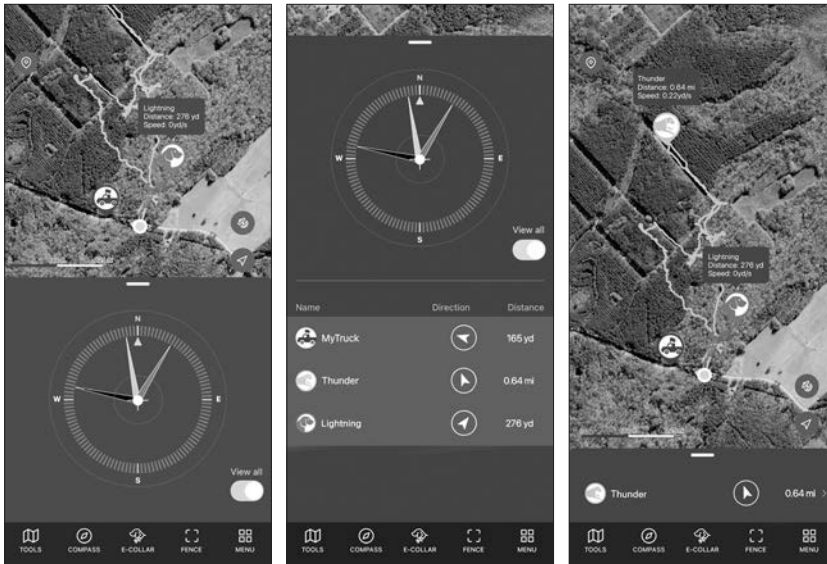 Lightning
Distance: 276 yd
Speed: 0yd/s
N
W
E
S
View all
TOOLS
COMPASS
E-COLLAR
FENCE
MENU
N
W
E
S
View all
Name Direction Distance
MyTruck 165 yd
Thunder 0.64 mi
Lightning 276 yd
TOOLS
COMPASS
E-COLLAR
FENCE
MENU
Thunder
Distance: 0.64 mi
Speed: 0.22yd/s
Lightning
Distance: 276 yd
Speed: 0yd/s
Thunder 0.64 mi
TOOLS
COMPASS
E-COLLAR
FENCE
MENU